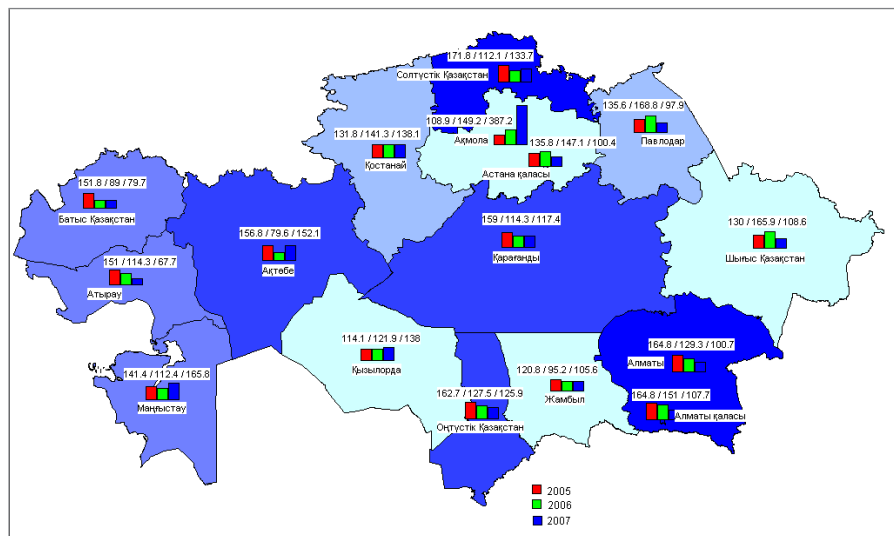 171.8 / 112.1 / 133.7
Солтүстік Қазақстан
135.6 / 168.8 / 97.9
Павлодар
108.9 / 149.2 / 387.2
Ақмола
131.8 / 141.3 / 138.1
Қостанай
135.8 / 147.1 / 100.4
Астана қаласы
151.8 / 89 / 79.7
Батыс Қазақстан
130 / 165.9 / 108.6
Шығыс Қазақстан
156.8 / 79.6 / 152.1
Ақтөбе
159 / 114.3 / 117.4
Қарағанды
151 / 114.3 / 67.7
Атырау
114.1 / 121.9 / 138
Қызылорда
164.8 / 129.3 / 100.7
Алматы
141.4 / 112.4 / 165.8
Маңғыстау
120.8 / 95.2 / 105.6
Жамбыл
162.7 / 127.5 / 125.9
Оңтүстік Қазақстан
164.8 / 151 / 107.7
Алматы қаласы
2005
2006
2007